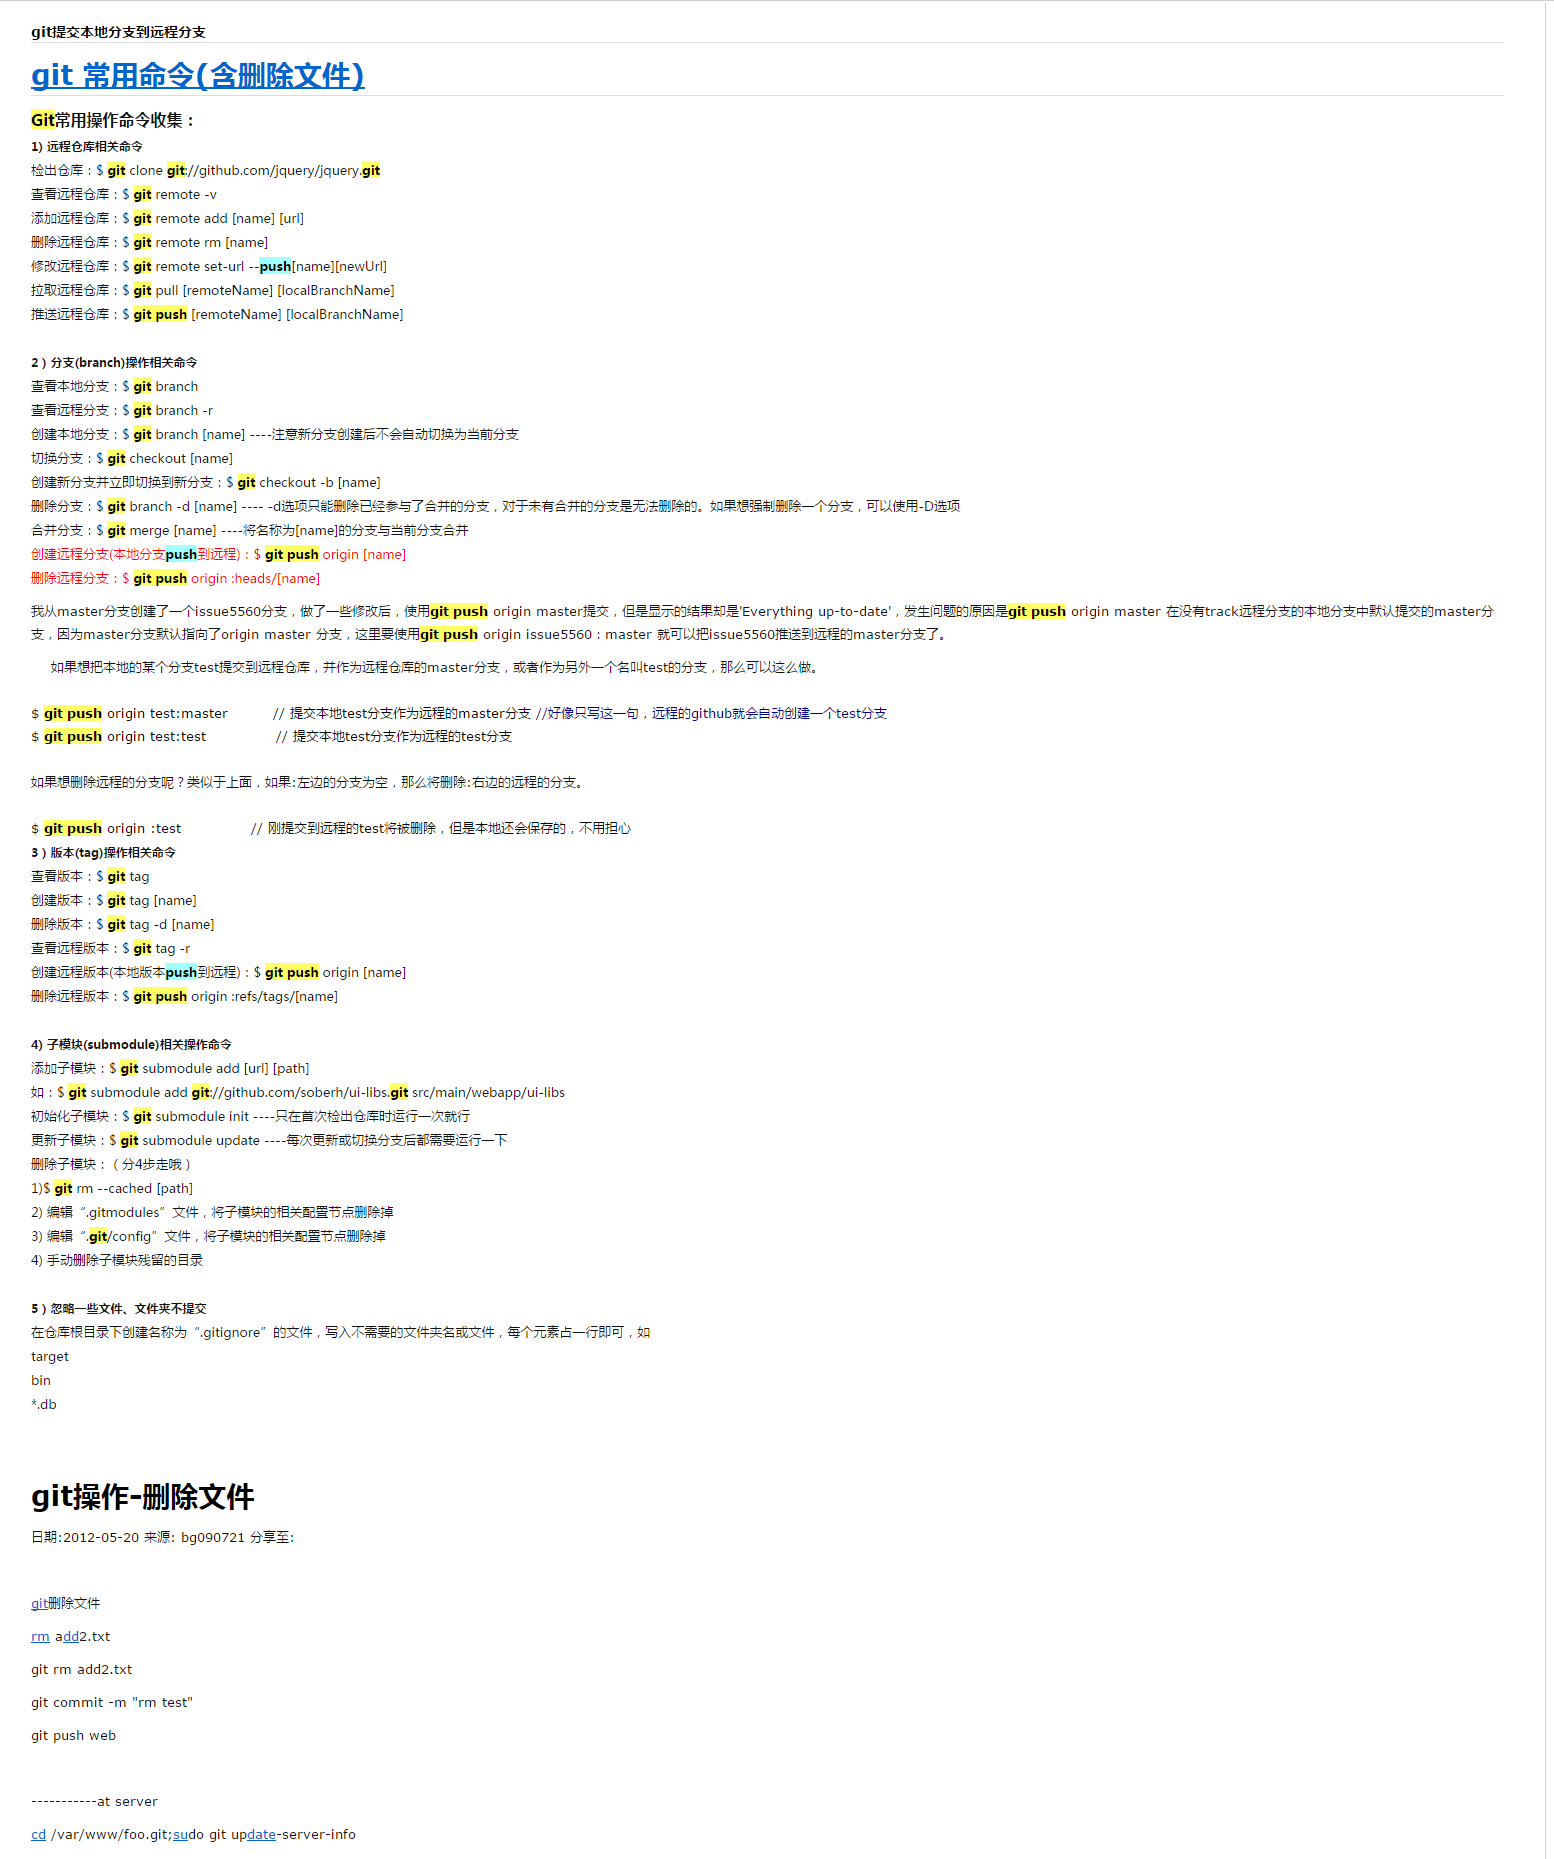 git提交本地分支到远程分支
git 常用命令(含删除文件)
Git常用操作命令收集：
1) 远程仓库相关命令
检出仓库：$ git clone git://github.com/jquery/jquery.git
查看远程仓库：$ git remote -v
添加远程仓库：$ git remote add [name] [url]
删除远程仓库：$ git remote rm [name]
修改远程仓库：$ git remote set-url --push[name][newUrl]
拉取远程仓库：$ git pull [remoteName] [localBranchName]
推送远程仓库：$ git push [remoteName] [localBranchName]
2）分支(branch)操作相关命令
查看本地分支：$ git branch
查看远程分支：$ git branch -r
创建本地分支：$ git branch [name] ----注意新分支创建后不会自动切换为当前分支
切换分支：$ git checkout [name]
创建新分支并立即切换到新分支：$ git checkout -b [name]
删除分支：$ git branch -d [name] ---- -d选项只能删除已经参与了合并的分支，对于未有合并的分支是无法删除的。如果想强制删除一个分支，可以使用-D选项
合并分支：$ git merge [name] ----将名称为[name]的分支与当前分支合并
创建远程分支(本地分支push到远程)：$ git push origin [name]
删除远程分支：$ git push origin :heads/[name]
我从master分支创建了一个issue5560分支，做了一些修改后，使用git push origin master提交，但是显示的结果却是'Everything up-to-date'，发生问题的原因是git push origin master 在没有track远程分支的本地分支中默认提交的master分
支，因为master分支默认指向了origin master 分支，这里要使用git push origin issue5560：master 就可以把issue5560推送到远程的master分支了。
如果想把本地的某个分支test提交到远程仓库，并作为远程仓库的master分支，或者作为另外一个名叫test的分支，那么可以这么做。
$ git push origin test:master // 提交本地test分支作为远程的master分支 //好像只写这一句，远程的github就会自动创建一个test分支
$ git push origin test:test // 提交本地test分支作为远程的test分支
如果想删除远程的分支呢？类似于上面，如果:左边的分支为空，那么将删除:右边的远程的分支。
$ git push origin :test // 刚提交到远程的test将被删除，但是本地还会保存的，不用担心
3）版本(tag)操作相关命令
查看版本：$ git tag
创建版本：$ git tag [name]
删除版本：$ git tag -d [name]
查看远程版本：$ git tag -r
创建远程版本(本地版本push到远程)：$ git push origin [name]
删除远程版本：$ git push origin :refs/tags/[name]
4) 子模块(submodule)相关操作命令
添加子模块：$ git submodule add [url] [path]
如：$ git submodule add git://github.com/soberh/ui-libs.git src/main/webapp/ui-libs
初始化子模块：$ git submodule init ----只在首次检出仓库时运行一次就行
更新子模块：$ git submodule update ----每次更新或切换分支后都需要运行一下
删除子模块：（分4步走哦）
1)$ git rm --cached [path]
2) 编辑“.gitmodules”文件，将子模块的相关配置节点删除掉
3) 编辑“.git/config”文件，将子模块的相关配置节点删除掉
4) 手动删除子模块残留的目录
5）忽略一些文件、文件夹不提交
在仓库根目录下创建名称为“.gitignore”的文件，写入不需要的文件夹名或文件，每个元素占一行即可，如
target
bin
*.db
git操作-删除文件
日期:2012-05-20 来源: bg090721 分享至:
git删除文件
rm add2.txt
git rm add2.txt
git commit -m "rm test"
git push web
-----------at server
cd /var/www/foo.git;sudo git update-server-info